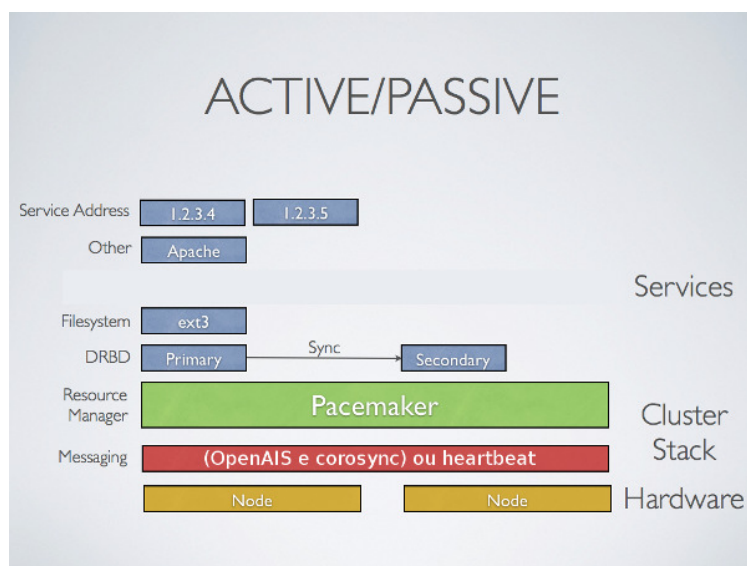 ACTIVE/PASSIVE
Service Address 1.2.3.4 1.2.3.5
Other Apache
Services
Filesystem ext3
DRBD Primary Sync Secondary
Resource
Manager
Pacemaker
Cluster
Stack
Messaging (OpenAIS e corosync) ou heartbeat
Node Node Hardware